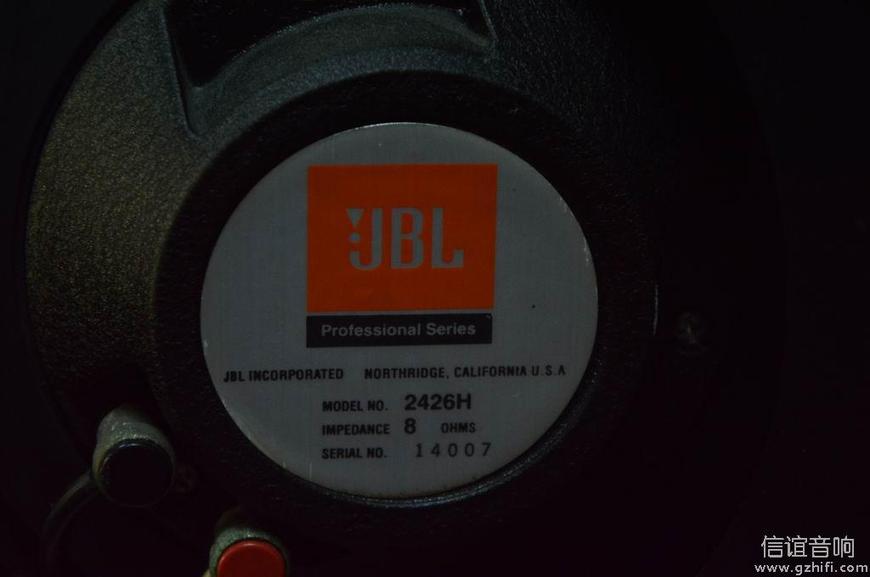 JBL
Professional Series
JBL INCORPORATED NORTHRIDGE, CALIFORNIA U.S.A
MODEL NO. 2426H
IMPEDANCE 8 OHMS
SERIAL NO. 14007
信谊音响
www.gzhifi.com